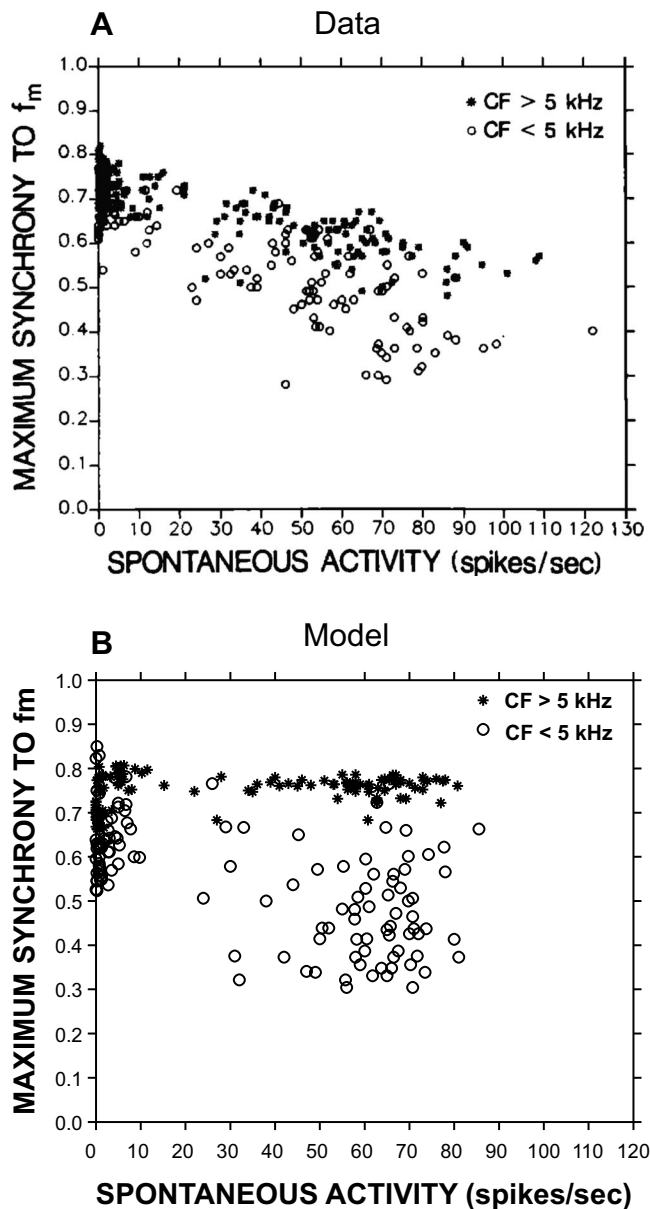 A
Data
MAXIMUM SYNCHRONY TO fm
1.0
0.9
0.8
0.7
0.6
0.5
0.4
0.3
0.2
0.1
0.0
CF > 5 kHz
CF < 5 kHz
0 10 20 30 40 50 60 70 80 90 100 110 120 130
SPONTANEOUS ACTIVITY (spikes/sec)
B
Model
MAXIMUM SYNCHRONY TO fm
1.0
0.9
0.8
0.7
0.6
0.5
0.4
0.3
0.2
0.1
0.0
CF > 5 kHz
CF < 5 kHz
0 10 20 30 40 50 60 70 80 90 100 110 120
SPONTANEOUS ACTIVITY (spikes/sec)